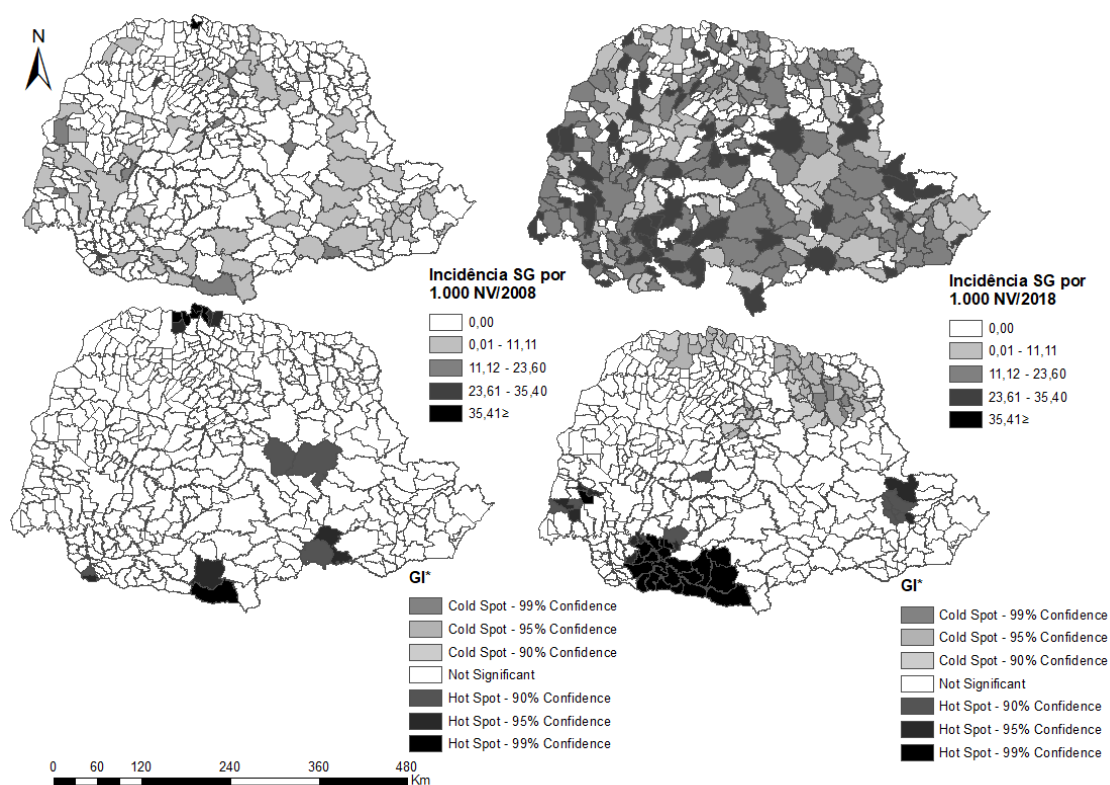 N
Incidência SG por
1.000 NV/2008
0,00
0,01 - 11,11
11,12 - 23,60
23,61 - 35,40
35,41≥
Incidência SG por
1.000 NV/2018
0,00
0,01 - 11,11
11,12 - 23,60
23,61 - 35,40
35,41≥
GI*
Cold Spot - 99% Confidence
Cold Spot - 95% Confidence
Cold Spot - 90% Confidence
Not Significant
Hot Spot - 90% Confidence
Hot Spot - 95% Confidence
Hot Spot - 99% Confidence
GI*
Cold Spot - 99% Confidence
Cold Spot - 95% Confidence
Cold Spot - 90% Confidence
Not Significant
Hot Spot - 90% Confidence
Hot Spot - 95% Confidence
Hot Spot - 99% Confidence
0 60 120 240 360 480
Km